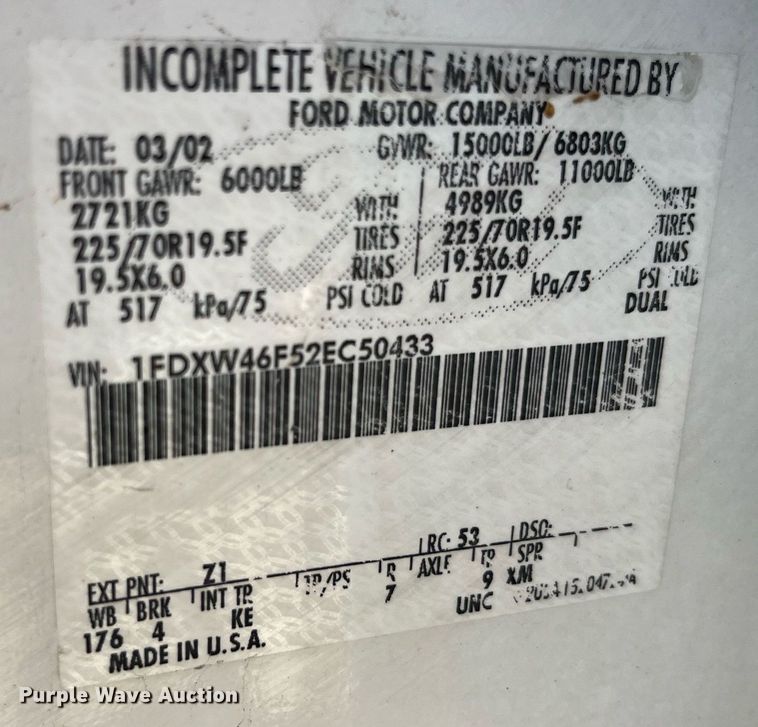 INCOMPLETE VEHICLE MANUFACTURED BY
FORD MOTOR COMPANY
DATE: 03/02 GVWR: 15000LB/ 6803KG
FRONT GAWR: 6000LB REAR GAWR: 11000LB
2721KG WITH 4989KG WITH
225/70R19.5F TIRES 225/70R19.5F TIRES
19.5X6.0 RIMS 19.5X6.0 RIMS
AT 517 kPa/75 PSI COLD AT 517 kPa/75 PSI
DUAL
VIN: 1FDXW46F52EC50433
EXT PNT: Z1 RC: 53 DSO:
WB BRK INT TR TP/PS R AXLE TR SPR
176 4 KE 7 9 XM
UNC
MADE IN U.S.A.
Purple Wave Auction